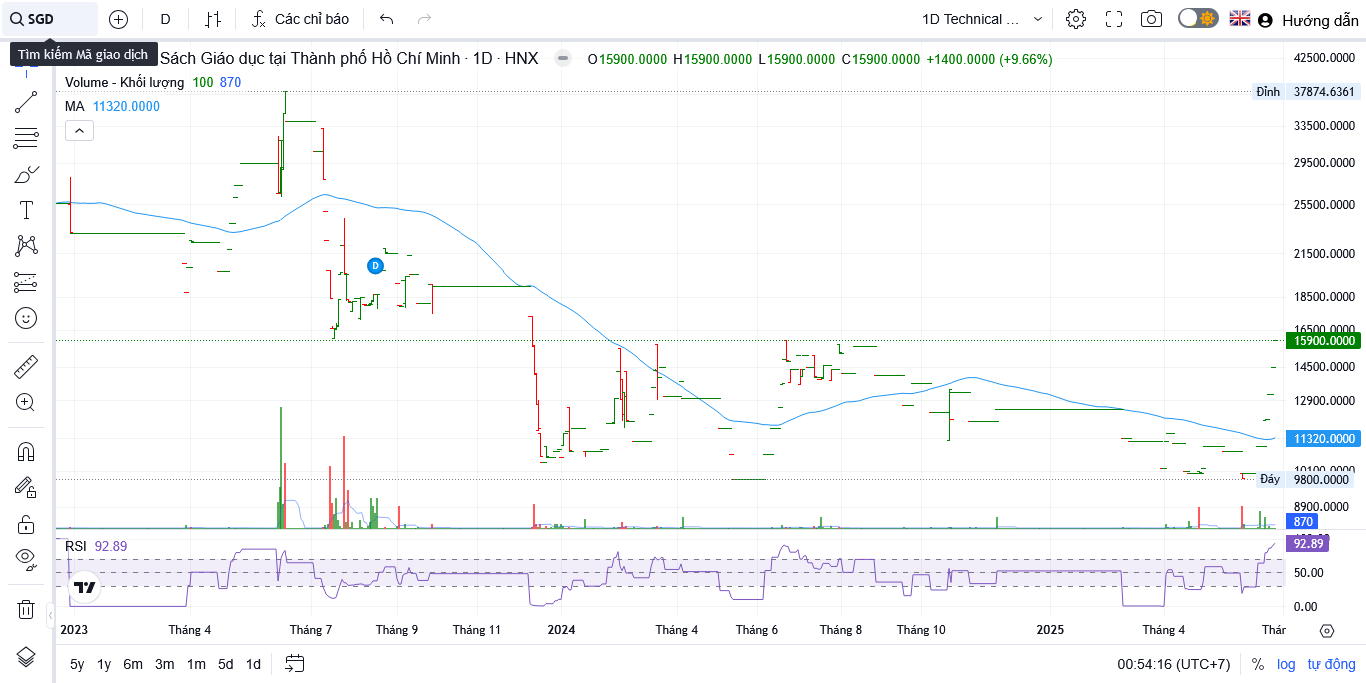 SGD
D
Các chỉ báo
1D Technical ...
Hướng dẫn
Tìm kiếm Mã giao dịch
Sách Giáo dục tại Thành phố Hồ Chí Minh · 1D · HNX
O15900.0000 H15900.0000 L15900.0000 C15900.0000 +1400.0000 (+9.66%)
Volume - Khối lượng 100 870
MA 11320.0000
42500.0000
Đỉnh 37874.6361
33500.0000
29500.0000
25500.0000
21500.0000
D
18500.0000
16500.0000
15900.0000
14500.0000
12900.0000
11320.0000
10100.0000
Đáy 9800.0000
8900.0000
870
RSI 92.89
92.89
50.00
0.00
2023 Tháng 4 Tháng 7 Tháng 9 Tháng 11 2024 Tháng 4 Tháng 6 Tháng 8 Tháng 10 2025 Tháng 4 Thár
5y 1y 6m 3m 1m 5d 1d
00:54:16 (UTC+7) % log tự động